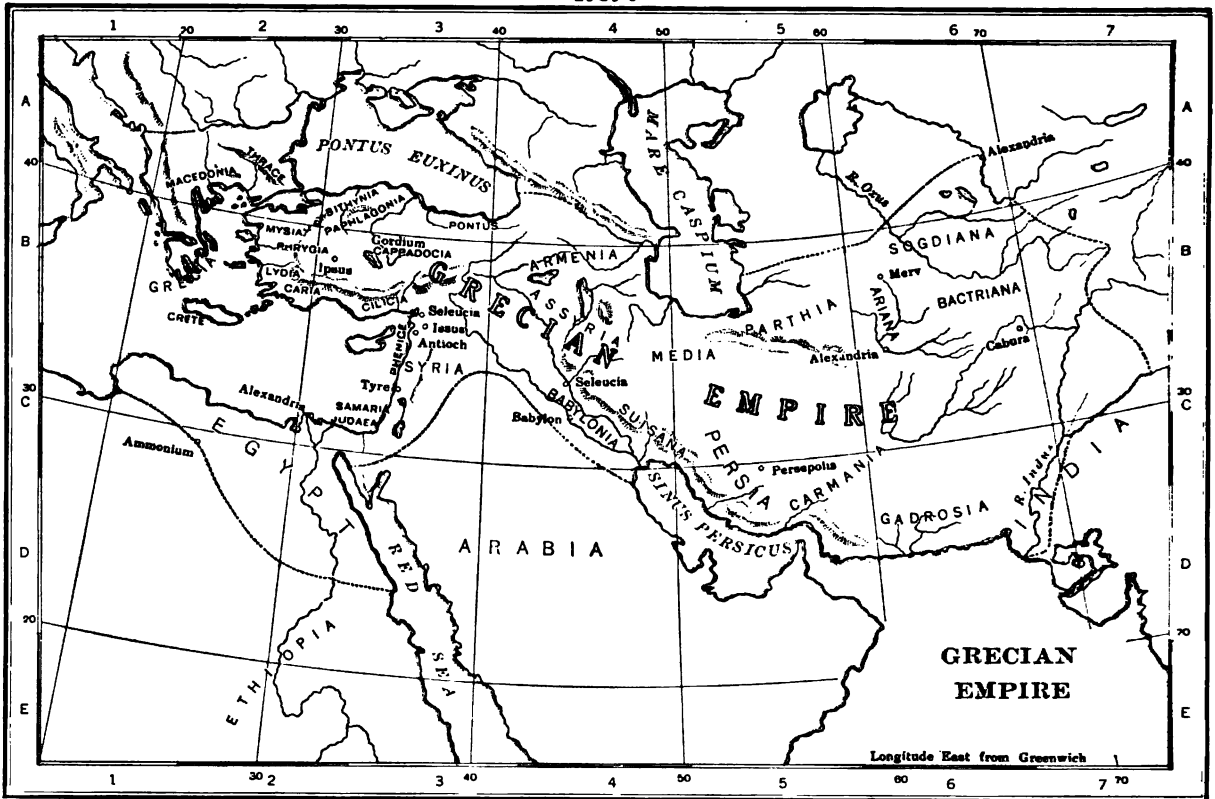 1 20 2 30 3 40 4 50 5 60 6 70 7
A
A
MARE CASPIUM
PONTUS EUXINUS
THRACE
Alexandria
40
40
MACEDONIA
R. Oxus
BITHYNIA
PAPHLAGONIA
PONTUS
MYSIA
B
B
SOGDIANA
PHRYGIA
Gordium
CAPPADOCIA
Ipsus
ARMENIA
Merv
LYDIA
GRECIAN
CARIA
CILICIA
ASSYRIA
ARIANA
BACTRIANA
CRETE
Seleucia
Issus
Antioch
PARTHIA
PHENICE
MEDIA
Alexandria
Cabura
SYRIA
Tyre
Seleucia
30
C
30
C
EMPIRE
Alexandria
SAMARIA
JUDAEA
BABYLONIA
Babylon
SUISANA
EGYPT
Ammonium
PERSIA
Persepolis
CARMANIA
R. Indus
INDIA
SINUS PERSICUS
GADROSIA
D
D
ARABIA
RED SEA
20
ETHIOPIA
GRECIAN
EMPIRE
E
E
Longitude East from Greenwich
1 30 2 3 40 4 50 5 60 7 70